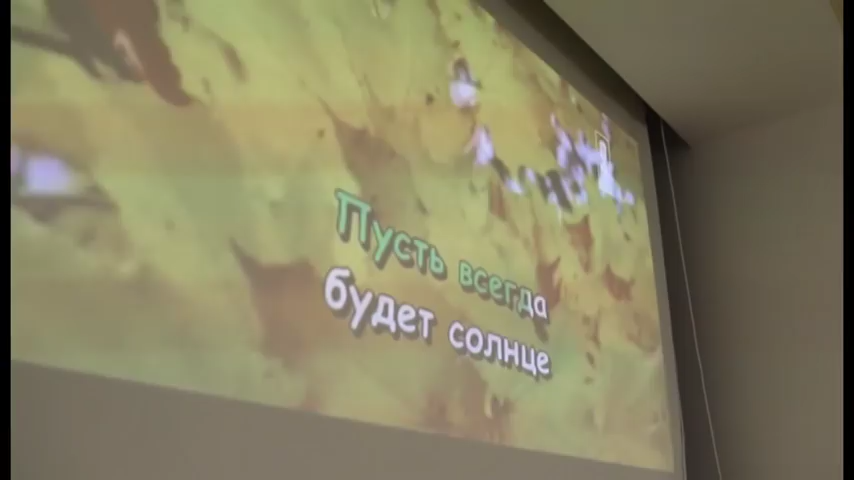 Пусть всегда
будет солнце